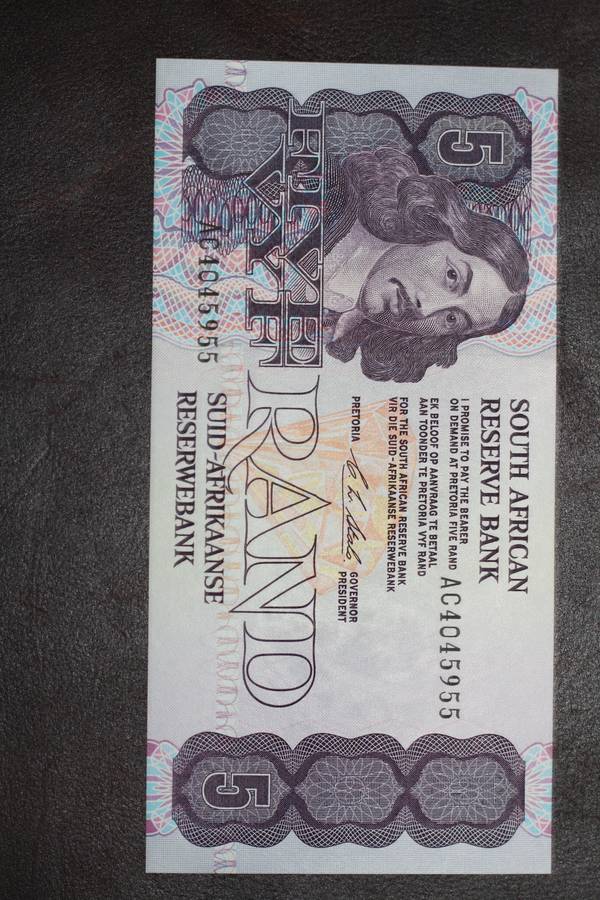 5
SOUTH AFRICAN
RESERVE BANK
I PROMISE TO PAY THE BEARER
ON DEMAND AT PRETORIA FIVE RAND
AC4045955
EK BELOOF OP AANVRAAG TE BETAAL
AAN TOONDER TE PRETORIA VYF RAND
FOR THE SOUTH AFRICAN RESERVE BANK
VIR DIE SUID-AFRIKAANSE RESERWEBANK
PRETORIA
GOVERNOR
PRESIDENT
FIVE
VYF
RAND
AC4045955
SUID-AFRIKAANSE
RESERWEBANK
5